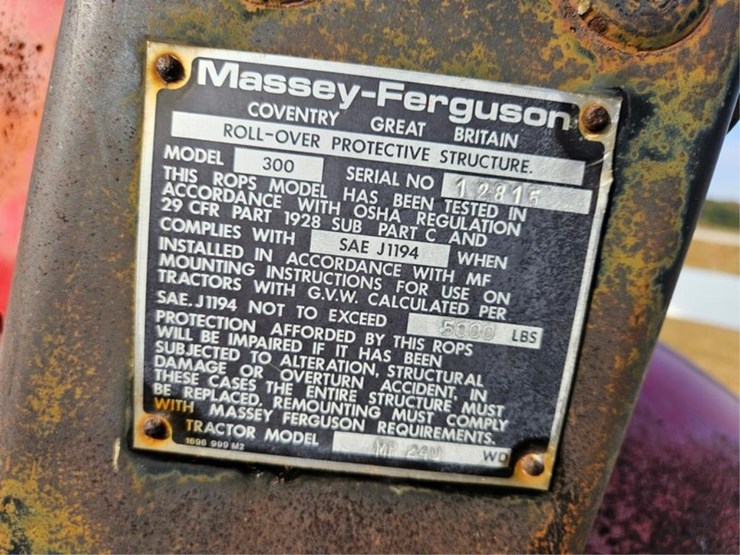 Massey-Ferguson
COVENTRY GREAT BRITAIN
ROLL-OVER PROTECTIVE STRUCTURE.
MODEL 300 SERIAL NO 12815
THIS ROPS MODEL HAS BEEN TESTED IN
ACCORDANCE WITH OSHA REGULATION
29 CFR PART 1928 SUB PART C AND
COMPLIES WITH SAE J1194 WHEN
INSTALLED IN ACCORDANCE WITH MF
MOUNTING INSTRUCTIONS FOR USE ON
TRACTORS WITH G.V.W. CALCULATED PER
SAE. J1194 NOT TO EXCEED LBS
PROTECTION AFFORDED BY THIS ROPS
WILL BE IMPAIRED IF IT HAS BEEN
SUBJECTED TO ALTERATION, STRUCTURAL
DAMAGE OR OVERTURN ACCIDENT, IN
THESE CASES THE ENTIRE STRUCTURE MUST
BE REPLACED. REMOUNTING MUST COMPLY
WITH MASSEY FERGUSON REQUIREMENTS.
TRACTOR MODEL WD
1696 999 M2